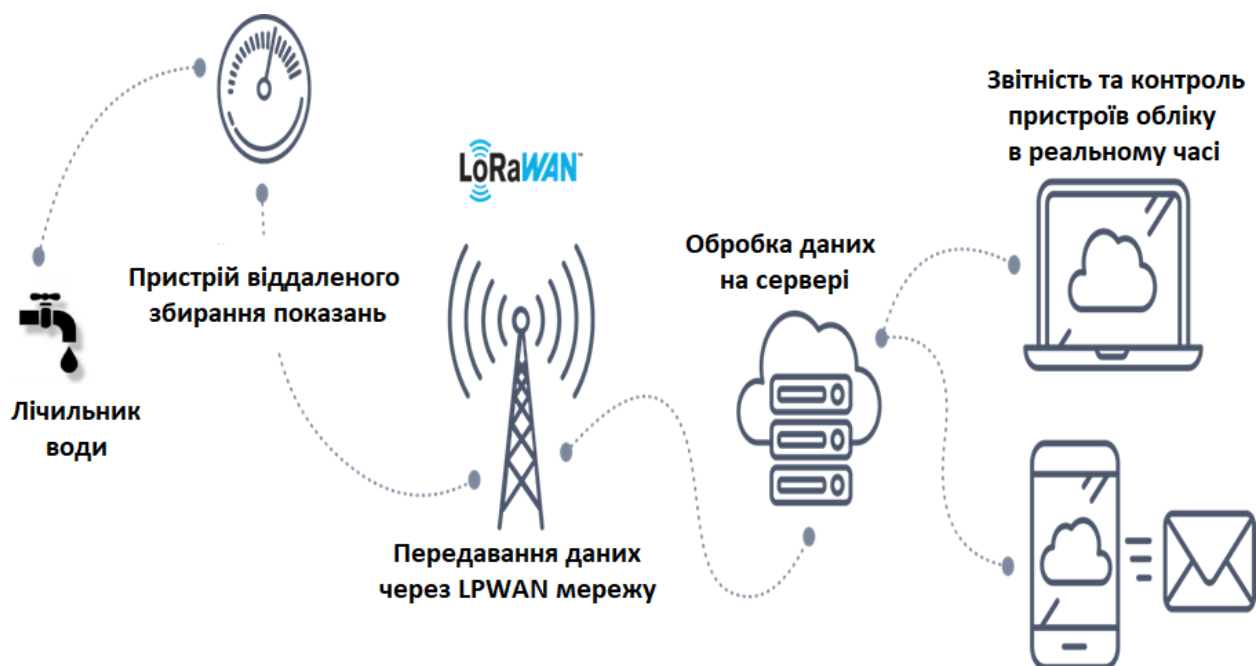 Звітність та контроль
пристроїв обліку
в реальному часі
LoRaWAN™
Обробка даних
на сервері
Пристрій віддаленого
збирання показань
Лічильник
води
Передавання даних
через LPWAN мережу